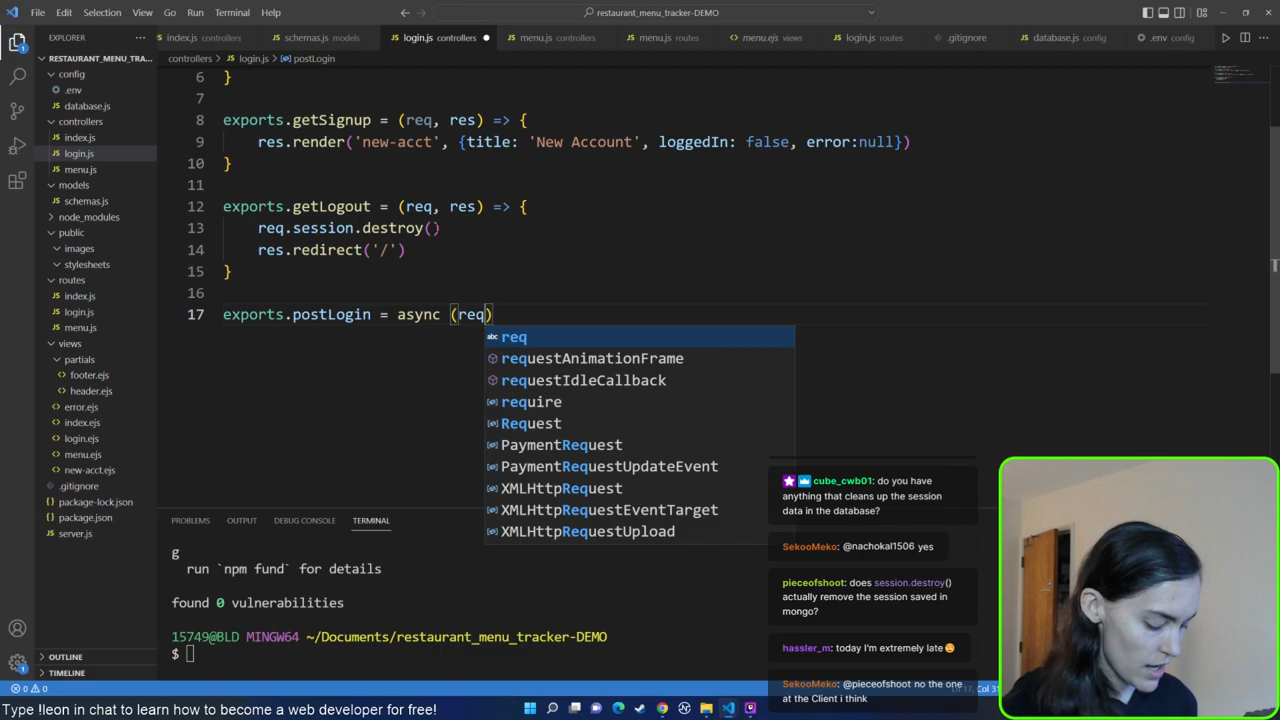 File Edit Selection View Go Run Terminal Help
restaurant_menu_tracker-DEMO
EXPLORER
index.js controllers
schemas.js models
login.js controllers
menu.js controllers
menu.js routes
menu.ejs views
login.js routes
.gitignore
database.js config
.env config
controllers > login.js > postLogin
RESTAURANT_MENU_TRA...
config
.env
database.js
controllers
index.js
login.js
menu.js
models
schemas.js
node_modules
public
images
stylesheets
routes
index.js
login.js
menu.js
views
partials
footer.ejs
header.ejs
error.ejs
index.ejs
login.ejs
menu.ejs
new-acct.ejs
.gitignore
package-lock.json
package.json
server.js
OUTLINE
TIMELINE
6 }
7
8 exports.getSignup = (req, res) => {
9 res.render('new-acct', {title: 'New Account', loggedIn: false, error:null})
10 }
11
12 exports.getLogout = (req, res) => {
13 req.session.destroy()
14 res.redirect('/')
15 }
16
17 exports.postLogin = async (req)
req
requestAnimationFrame
requestIdleCallback
require
Request
PaymentRequest
PaymentRequestUpdateEvent
XMLHttpRequest
XMLHttpRequestEventTarget
XMLHttpRequestUpload
PROBLEMS OUTPUT DEBUG CONSOLE TERMINAL
g
run `npm fund` for details
found 0 vulnerabilities
15749@BLD MINGW64 ~/Documents/restaurant_menu_tracker-DEMO
$
cube_cwb01: do you have
anything that cleans up the session
data in the database?
SekooMeko: @nachokal1506 yes
pieceofshoot: does session.destroy()
actually remove the session saved in
mongo?
hassler_m: today I'm extremely late
SekooMeko: @pieceofshoot no the one
at the Client i think
0 0
Ln 17, Col 31
Type !leon in chat to learn how to become a web developer for free!